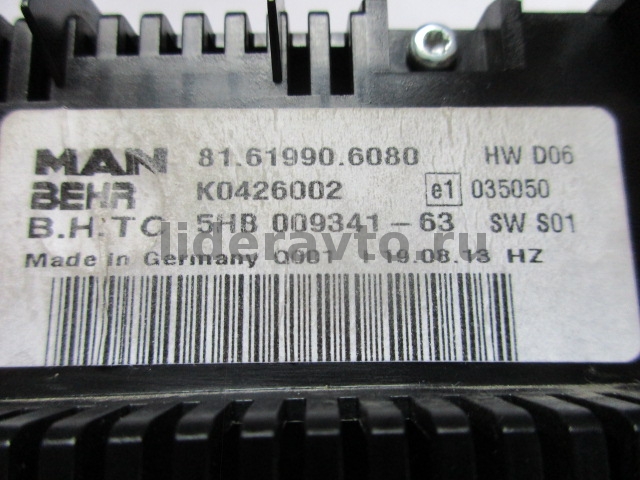 MAN 81.61990.6080 HW D06
BEHR K0426002 e1 035050
B.H.TC 5HB 009341-63 SW S01
lideravto.ru
Made in Germany Q001 19.08.13 HZ